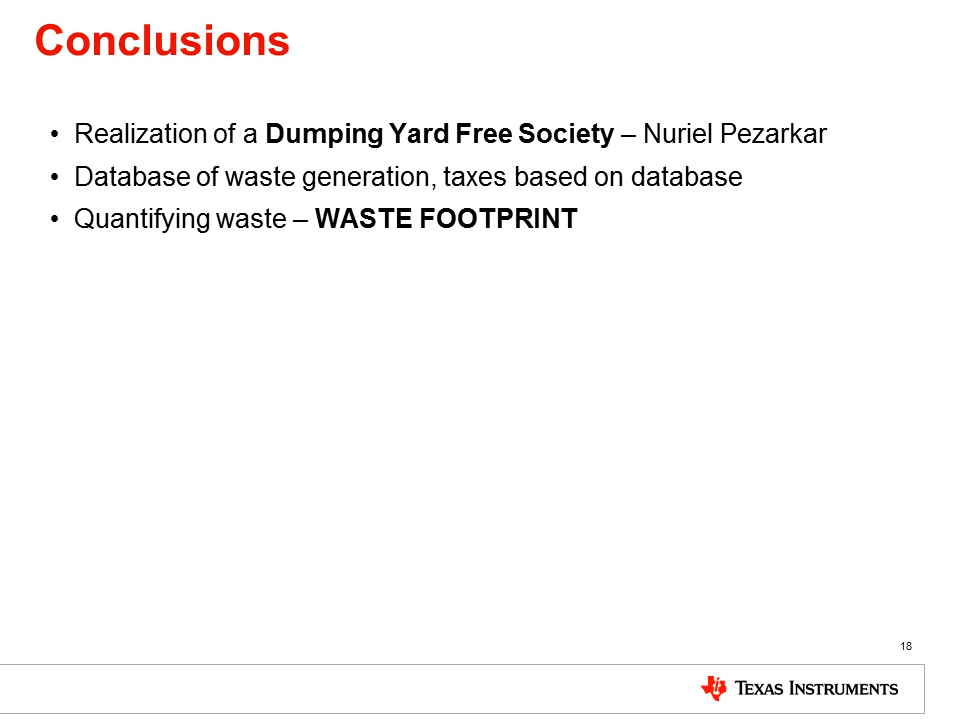 Conclusions
• Realization of a Dumping Yard Free Society – Nuriel Pezarkar
• Database of waste generation, taxes based on database
• Quantifying waste – WASTE FOOTPRINT
18
TEXAS INSTRUMENTS